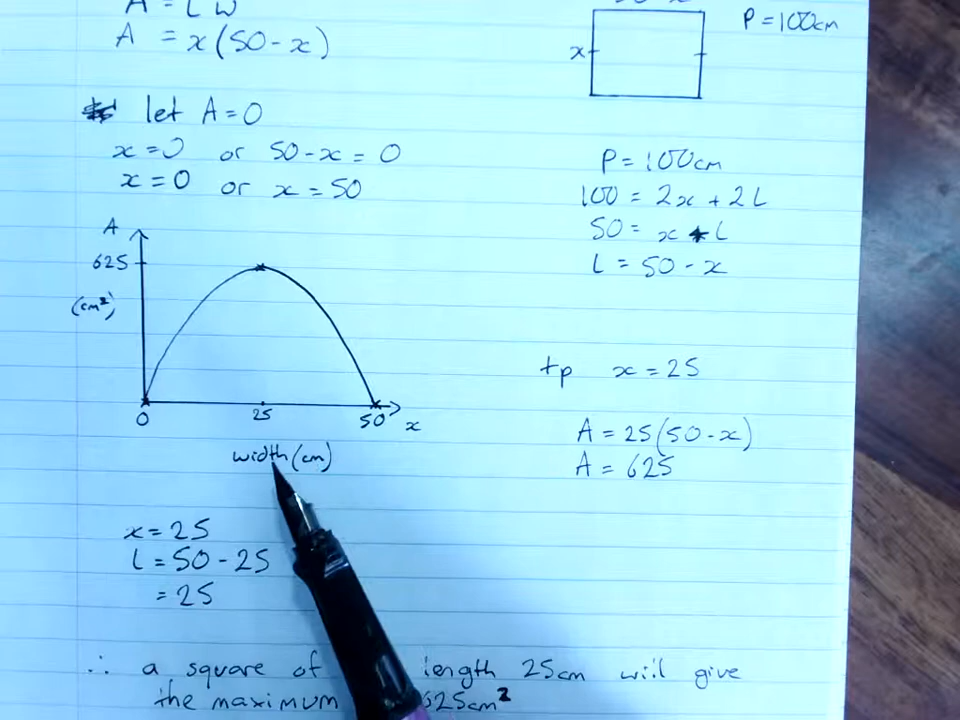 A = L W
A = x(50 - x)
P = 100cm
x
let A = 0
x = 0 or 50 - x = 0
x = 0 or x = 50
P = 100cm
100 = 2x + 2L
50 = x + L
L = 50 - x
A
625
(cm²)
0 25 50 x
width (cm)
tp x = 25
A = 25(50 - x)
A = 625
x = 25
L = 50 - 25
= 25
∴ a square of length 25cm will give
the maximum 625cm²